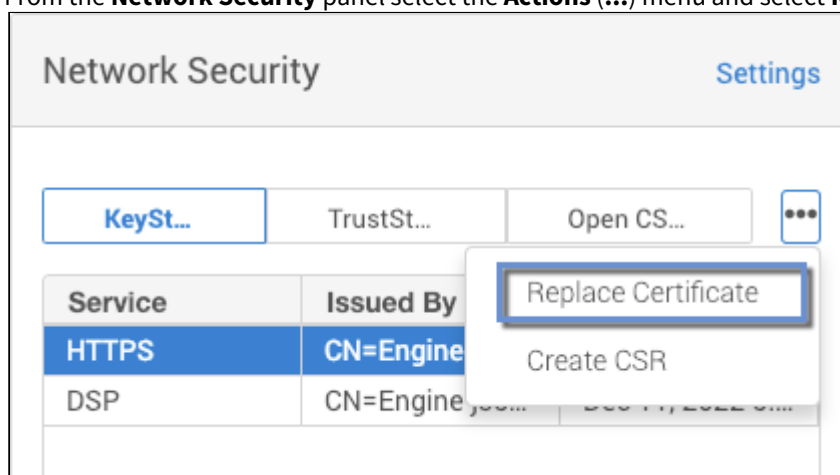 From the Network Security panel select the Actions (...) menu and select
Network Security Settings
KeySt... TrustSt... Open CS... •••
Replace Certificate
Service Issued By
HTTPS CN=Engine
Create CSR
DSP CN=Engine